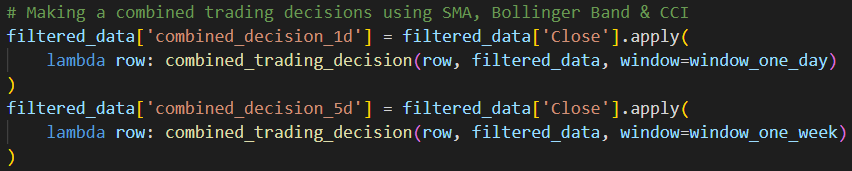 # Making a combined trading decisions using SMA, Bollinger Band & CCI
filtered_data['combined_decision_1d'] = filtered_data['Close'].apply(
    lambda row: combined_trading_decision(row, filtered_data, window=window_one_day)
)
filtered_data['combined_decision_5d'] = filtered_data['Close'].apply(
    lambda row: combined_trading_decision(row, filtered_data, window=window_one_week)
)